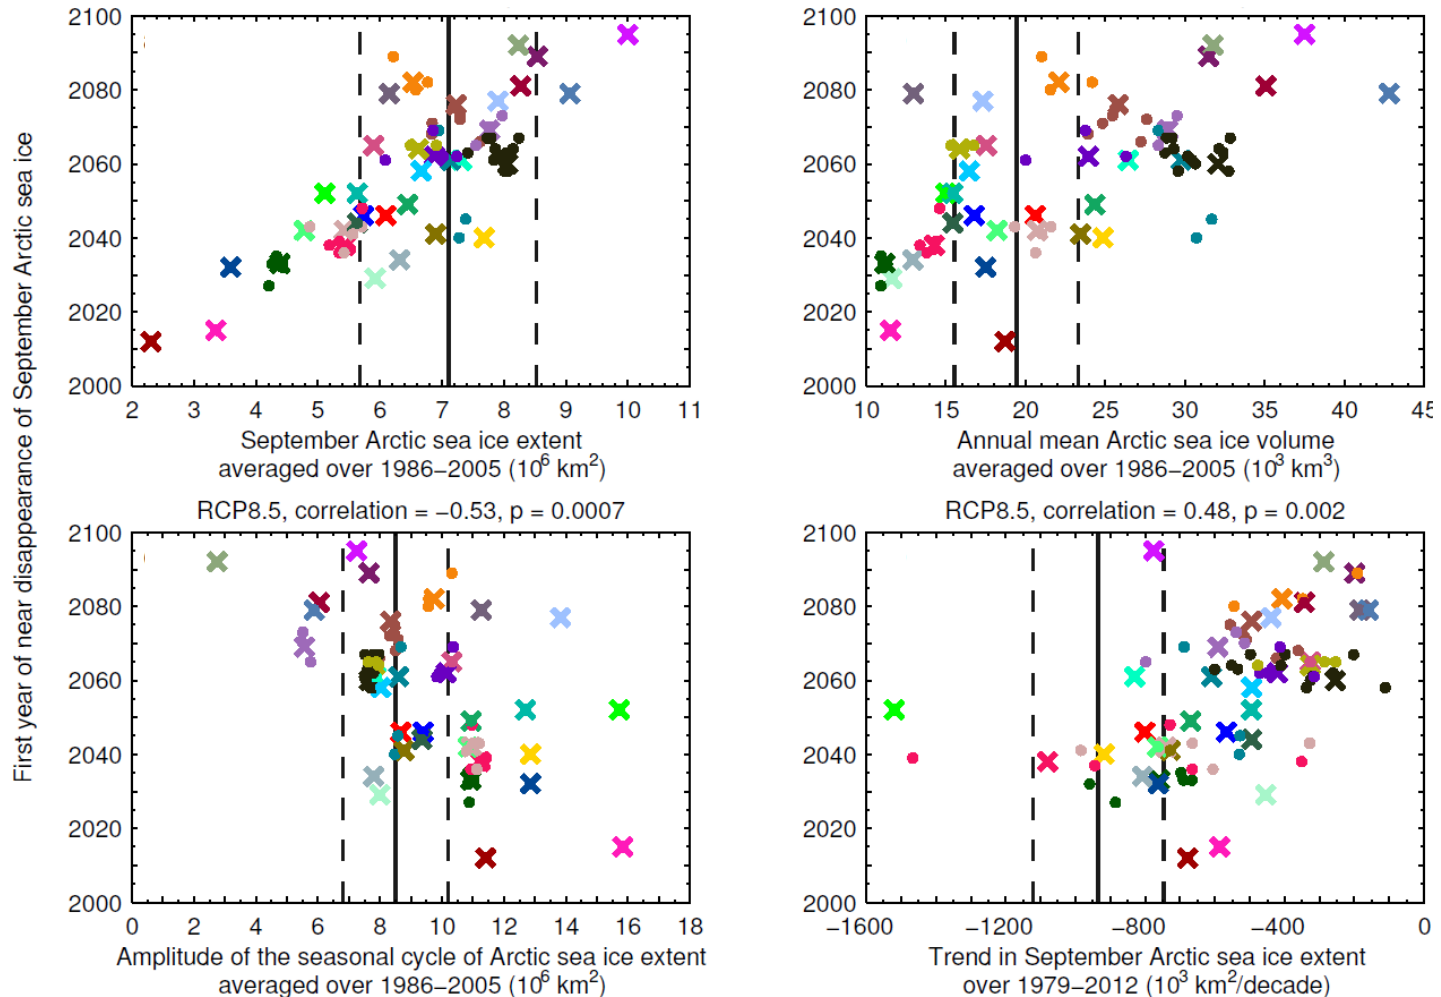 First year of near disappearance of September Arctic sea ice
2100
2080
2060
2040
2020
2000
2 3 4 5 6 7 8 9 10 11
September Arctic sea ice extent
averaged over 1986–2005 (10⁶ km²)
2100
2080
2060
2040
2020
2000
10 15 20 25 30 35 40 45
Annual mean Arctic sea ice volume
averaged over 1986–2005 (10³ km³)
RCP8.5, correlation = −0.53, p = 0.0007
2100
2080
2060
2040
2020
2000
0 2 4 6 8 10 12 14 16 18
Amplitude of the seasonal cycle of Arctic sea ice extent
averaged over 1986–2005 (10⁶ km²)
RCP8.5, correlation = 0.48, p = 0.002
2100
2080
2060
2040
2020
2000
−1600 −1200 −800 −400 0
Trend in September Arctic sea ice extent
over 1979–2012 (10³ km²/decade)